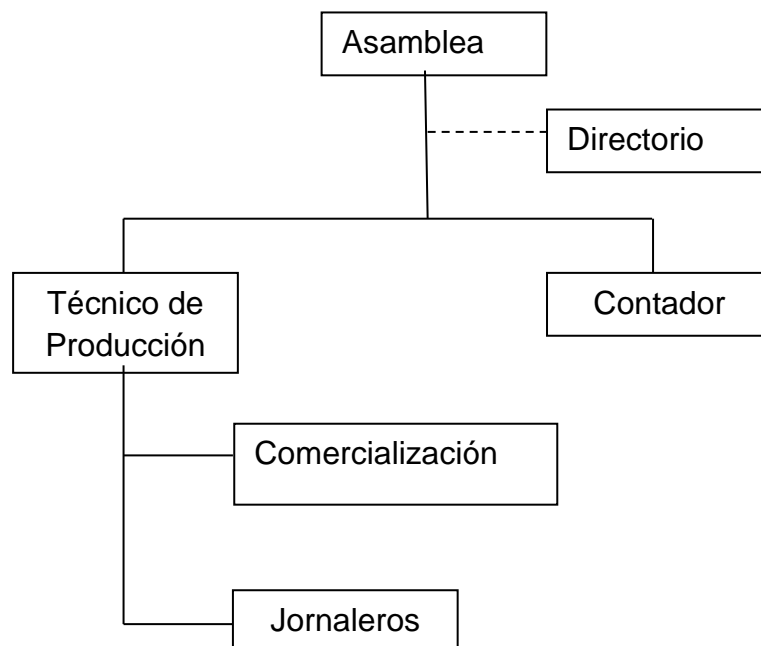 Asamblea
Directorio
Técnico de
Producción
Contador
Comercialización
Jornaleros